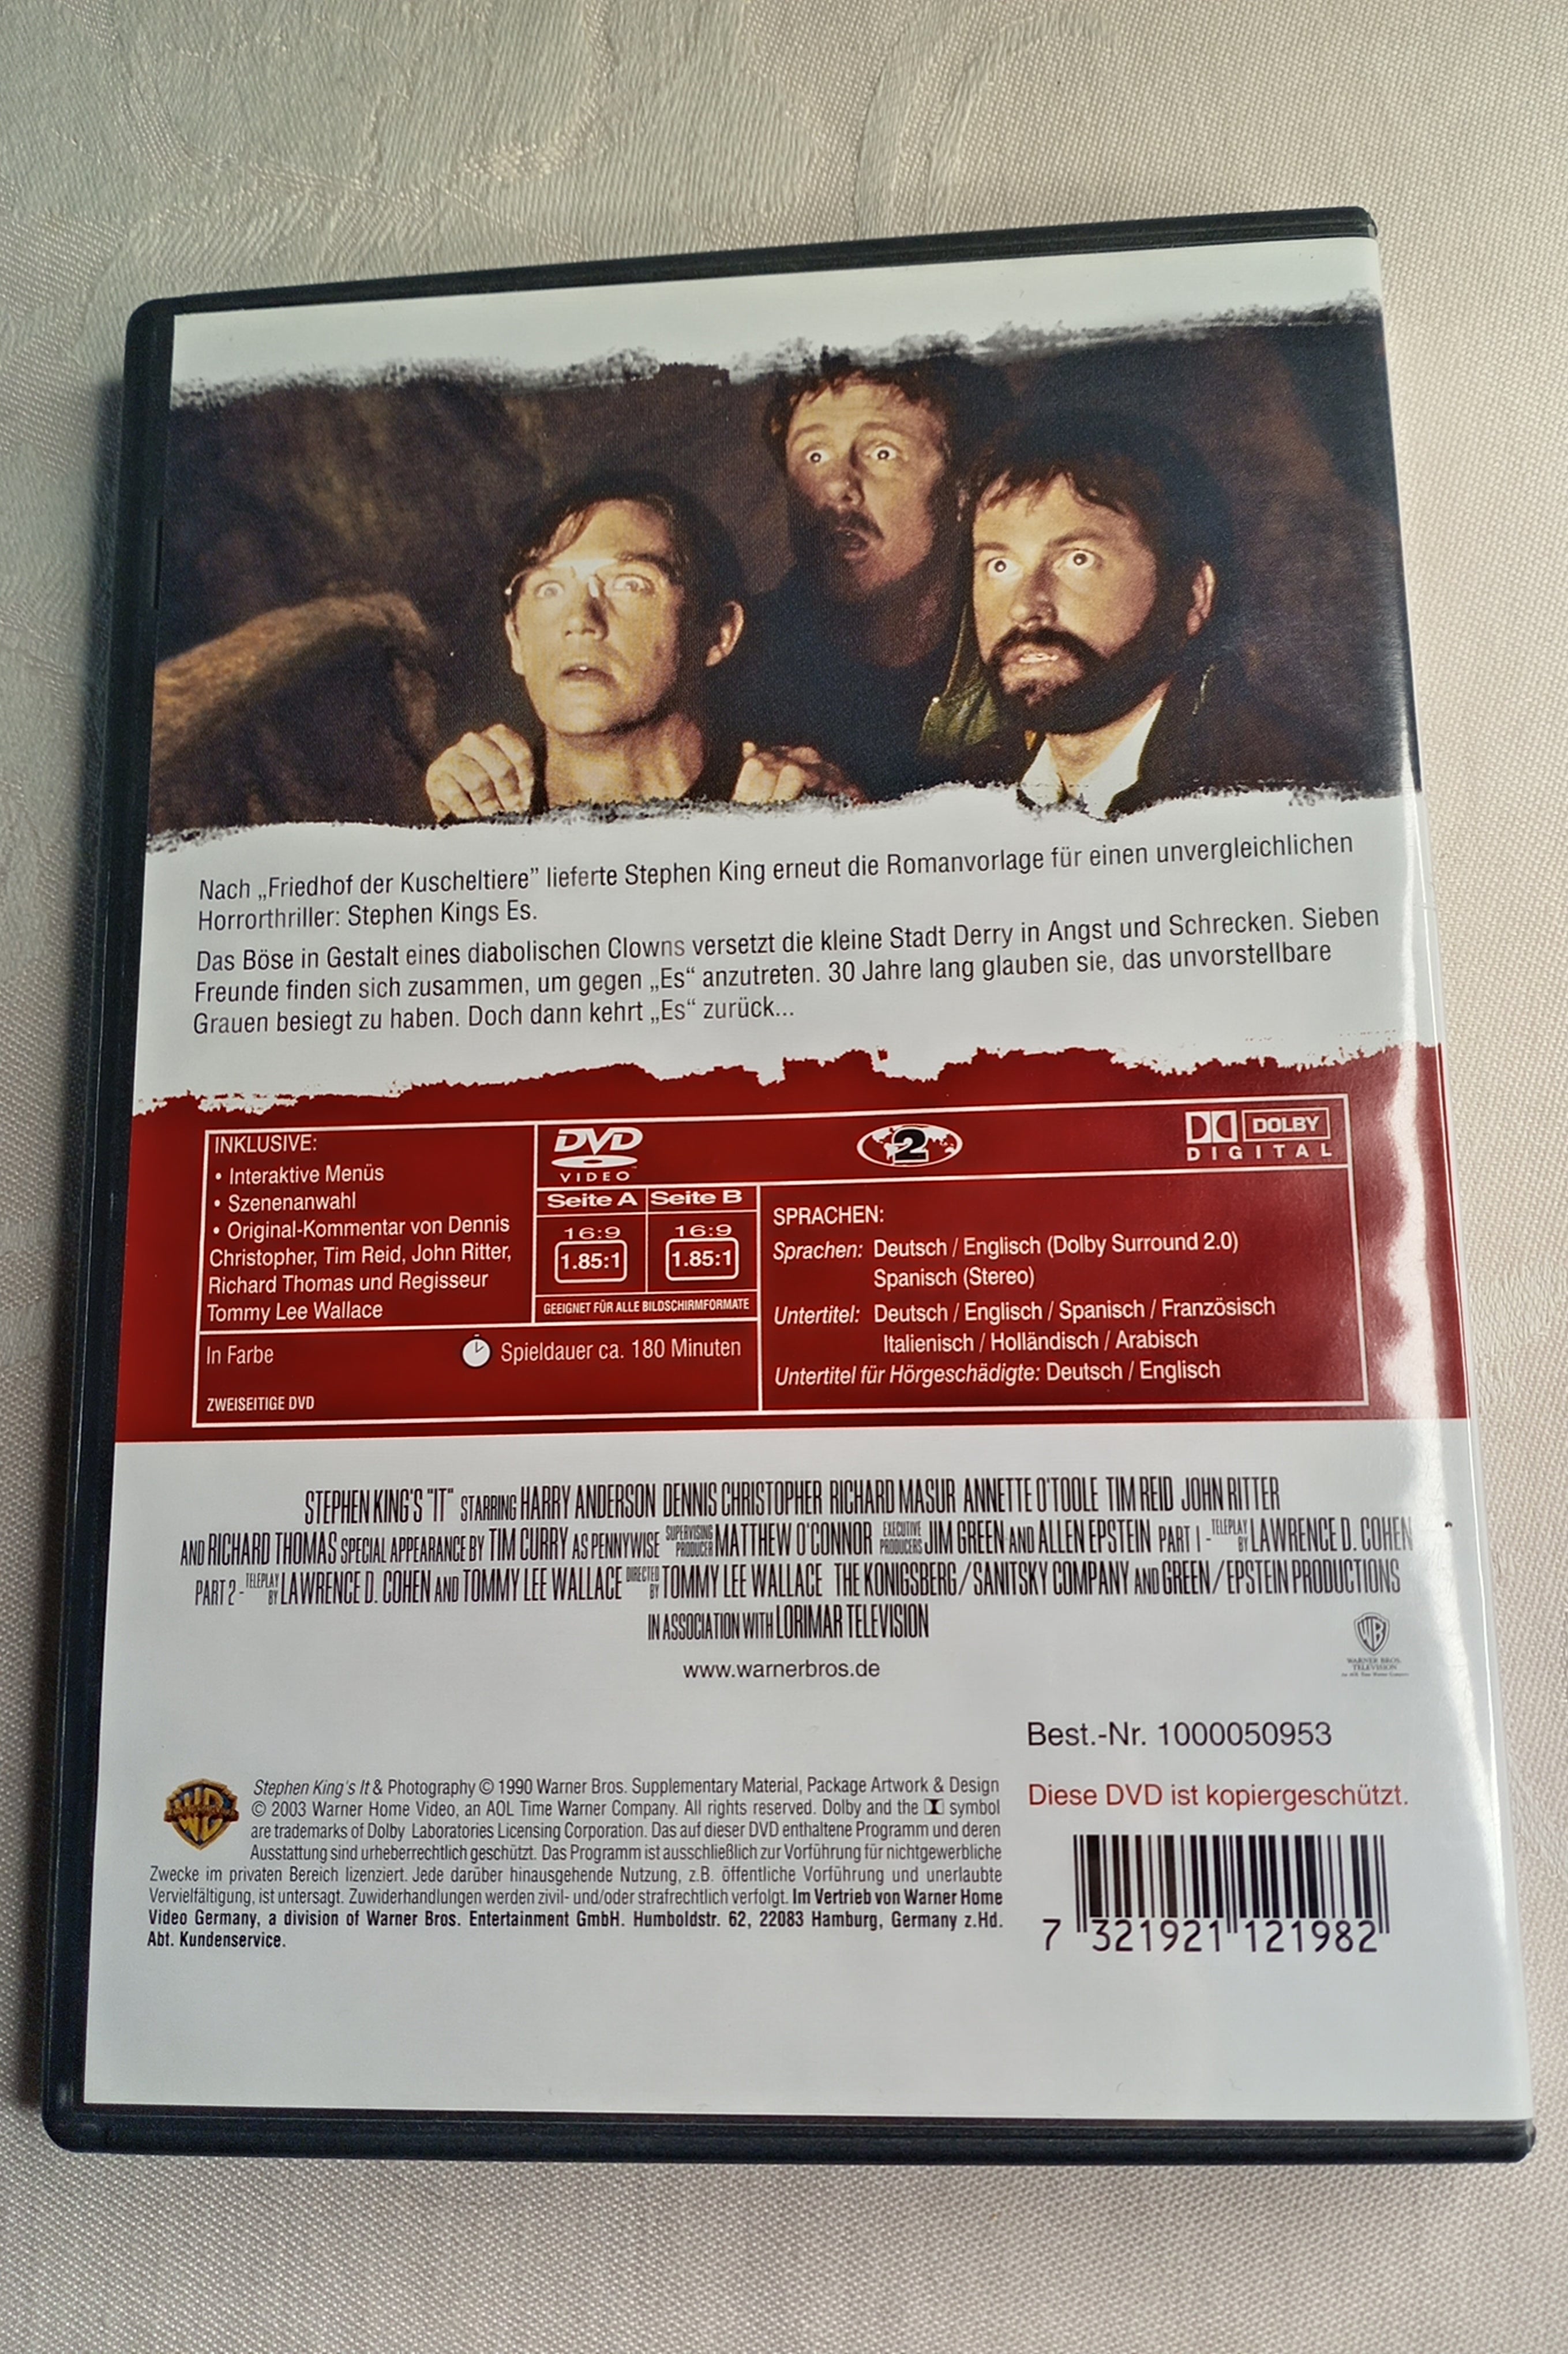 Nach „Friedhof der Kuscheltiere” lieferte Stephen King erneut die Romanvorlage für einen unvergleichlichen
Horrorthriller: Stephen Kings Es.
Das Böse in Gestalt eines diabolischen Clowns versetzt die kleine Stadt Derry in Angst und Schrecken. Sieben
Freunde finden sich zusammen, um gegen „Es“ anzutreten. 30 Jahre lang glauben sie, das unvorstellbare
Grauen besiegt zu haben. Doch dann kehrt „Es“ zurück...
INKLUSIVE:
• Interaktive Menüs
• Szenenanwahl
• Original-Kommentar von Dennis
Christopher, Tim Reid, John Ritter,
Richard Thomas und Regisseur
Tommy Lee Wallace
In Farbe
Spieldauer ca. 180 Minuten
ZWEISEITIGE DVD
DVD
VIDEO
2
DOLBY
DIGITAL
Seite A Seite B
16:9 16:9
1.85:1 1.85:1
GEEIGNET FÜR ALLE BILDSCHIRMFORMATE
SPRACHEN:
Sprachen: Deutsch / Englisch (Dolby Surround 2.0)
Spanisch (Stereo)
Untertitel: Deutsch / Englisch / Spanisch / Französisch
Italienisch / Holländisch / Arabisch
Untertitel für Hörgeschädigte: Deutsch / Englisch
STEPHEN KING'S "IT" STARRING HARRY ANDERSON DENNIS CHRISTOPHER RICHARD MASUR ANNETTE O'TOOLE TIM REID JOHN RITTER
AND RICHARD THOMAS SPECIAL APPEARANCE BY TIM CURRY AS PENNYWISE SUPERVISING PRODUCER MATTHEW O'CONNOR EXECUTIVE PRODUCERS JIM GREEN AND ALLEN EPSTEIN PART 1 - TELEPLAY BY LAWRENCE D. COHEN
PART 2 - TELEPLAY BY LAWRENCE D. COHEN AND TOMMY LEE WALLACE DIRECTED BY TOMMY LEE WALLACE THE KONIGSBERG/SANITSKY COMPANY AND GREEN/EPSTEIN PRODUCTIONS
IN ASSOCIATION WITH LORIMAR TELEVISION
www.warnerbros.de
WB
WARNER BROS.
TELEVISION
Best.-Nr. 1000050953
Diese DVD ist kopiergeschützt.
Stephen King's It & Photography © 1990 Warner Bros. Supplementary Material, Package Artwork & Design
© 2003 Warner Home Video, an AOL Time Warner Company. All rights reserved. Dolby and the symbol
are trademarks of Dolby Laboratories Licensing Corporation. Das auf dieser DVD enthaltene Programm und deren
Ausstattung sind urheberrechtlich geschützt. Das Programm ist ausschließlich zur Vorführung für nichtgewerbliche
Zwecke im privaten Bereich lizenziert. Jede darüber hinausgehende Nutzung, z.B. öffentliche Vorführung und unerlaubte
Vervielfältigung, ist untersagt. Zuwiderhandlungen werden zivil- und/oder strafrechtlich verfolgt. Im Vertrieb von Warner Home
Video Germany, a division of Warner Bros. Entertainment GmbH. Humboldstr. 62, 22083 Hamburg, Germany z.Hd.
Abt. Kundenservice.
7 321921 121982